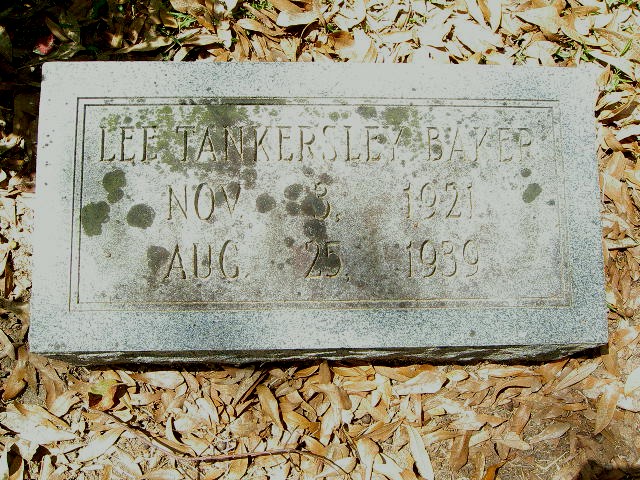 LEE TANKERSLEY BAKER
NOV. 3, 1921
AUG. 25, 1939